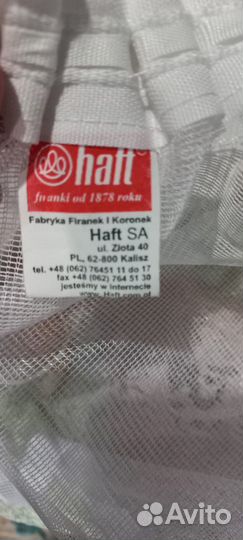 haft
firanki od 1878 roku
Fabryka Firanek i Koronek
Haft SA
ul. Złota 40
PL, 62-800 Kalisz
tel. +48 (062) 76451 11 do 17
fax +48 (062) 764 51 30
jesteśmy w internecie
www.Haft.com.pl
Avito